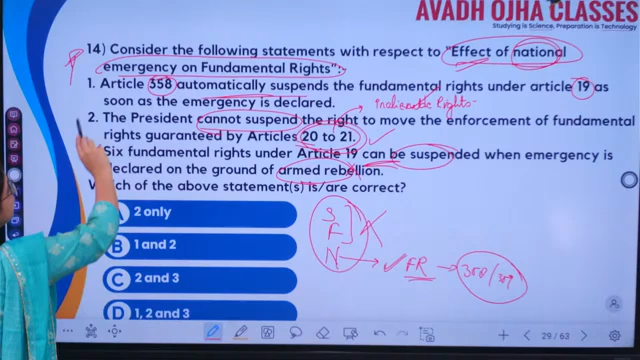 AVADH OJHA CLASSES
Studying is Science, Preparation is Technology
14) Consider the following statements with respect to "Effect of national
emergency on Fundamental Rights":-
1. Article 358 automatically suspends the fundamental rights under article 19 as
soon as the emergency is declared.
Inalienable Rights-
2. The President cannot suspend the right to move the enforcement of fundamental
rights guaranteed by Articles 20 to 21.
Six fundamental rights under Article 19 can be suspended when emergency is
declared on the ground of armed rebellion.
Which of the above statement(s) is/are correct?
A 2 only
B 1 and 2
C 2 and 3
D 1, 2 and 3
S
F
N → FR → 358/359
29 / 63